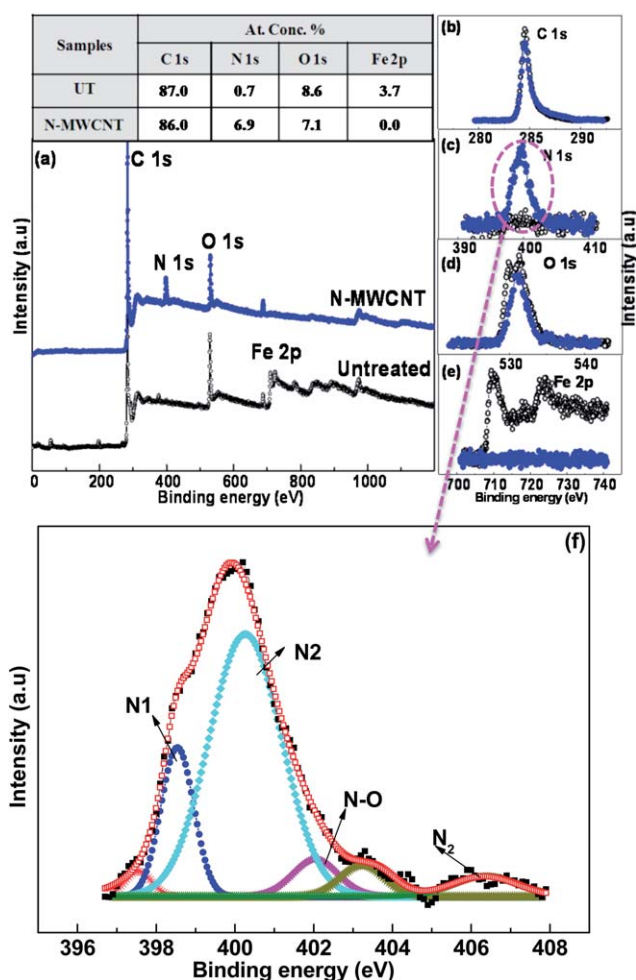 Samples At. Conc. %
C 1s N 1s O 1s Fe 2p
UT 87.0 0.7 8.6 3.7
N-MWCNT 86.0 6.9 7.1 0.0
(a)
C 1s
N 1s
O 1s
N-MWCNT
Fe 2p
Untreated
Intensity (a.u)
0 200 400 600 800 1000
Binding energy (eV)
(b) C 1s
280 285 290
(c) N 1s
390 400 410
(d) O 1s
530 540
(e) Fe 2p
700 710 720 730 740
Binding energy (eV)
Intensity (a.u)
(f)
N1
N2
N-O
N₂
Intensity (a.u)
396 398 400 402 404 406 408
Binding energy (eV)